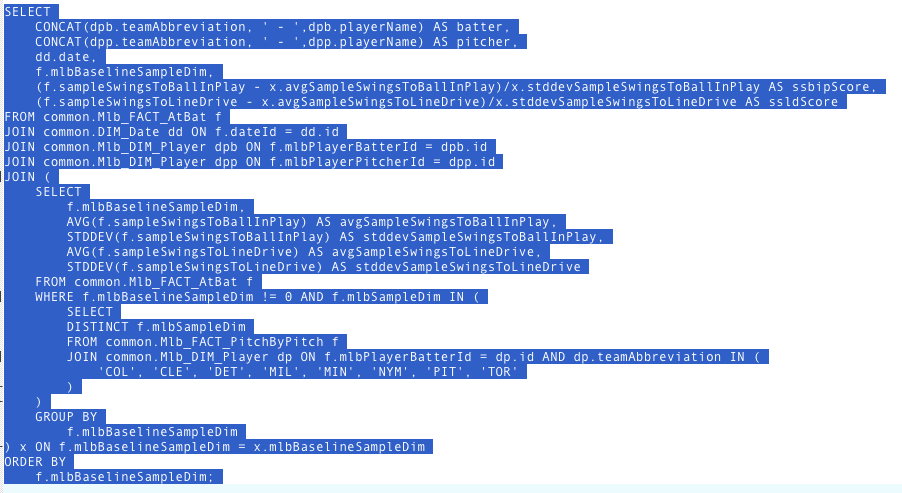 SELECT
    CONCAT(dpb.teamAbbreviation, ' - ',dpb.playerName) AS batter,
    CONCAT(dpp.teamAbbreviation, ' - ',dpp.playerName) AS pitcher,
    dd.date,
    f.mlbBaselineSampleDim,
    (f.sampleSwingsToBallInPlay - x.avgSampleSwingsToBallInPlay)/x.stddevSampleSwingsToBallInPlay AS ssbipScore,
    (f.sampleSwingsToLineDrive - x.avgSampleSwingsToLineDrive)/x.stddevSampleSwingsToLineDrive AS ssldScore
FROM common.Mlb_FACT_AtBat f
JOIN common.DIM_Date dd ON f.dateId = dd.id
JOIN common.Mlb_DIM_Player dpb ON f.mlbPlayerBatterId = dpb.id
JOIN common.Mlb_DIM_Player dpp ON f.mlbPlayerPitcherId = dpp.id
JOIN (
    SELECT
        f.mlbBaselineSampleDim,
        AVG(f.sampleSwingsToBallInPlay) AS avgSampleSwingsToBallInPlay,
        STDDEV(f.sampleSwingsToBallInPlay) AS stddevSampleSwingsToBallInPlay,
        AVG(f.sampleSwingsToLineDrive) AS avgSampleSwingsToLineDrive,
        STDDEV(f.sampleSwingsToLineDrive) AS stddevSampleSwingsToLineDrive
    FROM common.Mlb_FACT_AtBat f
    WHERE f.mlbBaselineSampleDim != 0 AND f.mlbSampleDim IN (
        SELECT
        DISTINCT f.mlbSampleDim
        FROM common.Mlb_FACT_PitchByPitch f
        JOIN common.Mlb_DIM_Player dp ON f.mlbPlayerBatterId = dp.id AND dp.teamAbbreviation IN (
            'COL', 'CLE', 'DET', 'MIL', 'MIN', 'NYM', 'PIT', 'TOR'
        )
    )
    GROUP BY
        f.mlbBaselineSampleDim
) x ON f.mlbBaselineSampleDim = x.mlbBaselineSampleDim
ORDER BY
    f.mlbBaselineSampleDim;